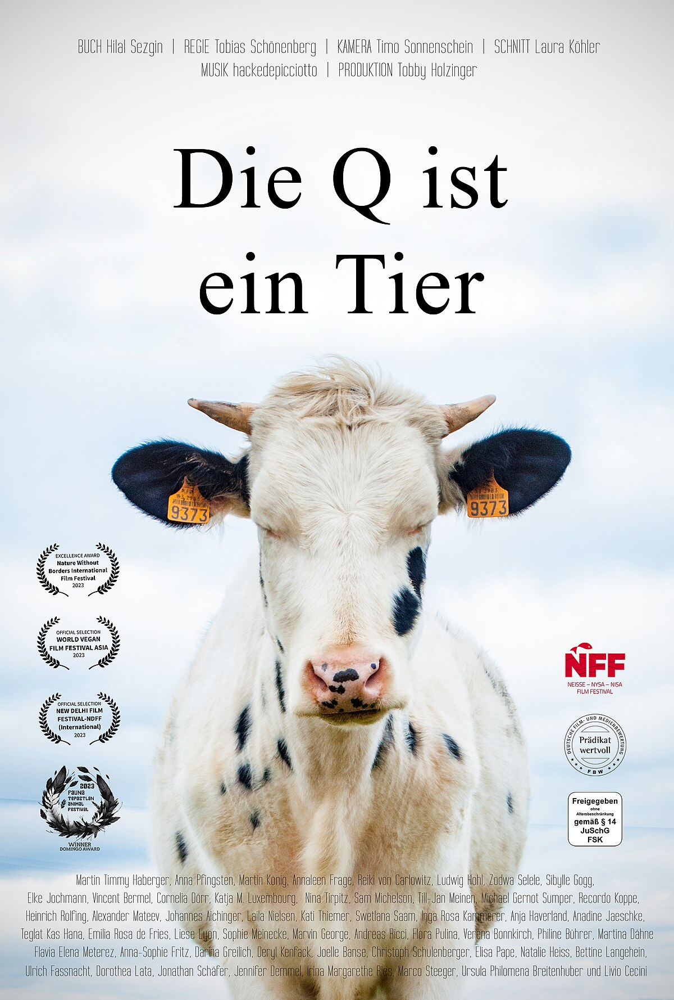 BUCH Hilal Sezgin | REGIE Tobias Schönenberg | KAMERA Timo Sonnenschein | SCHNITT Laura Köhler
MUSIK hackedepicciotto | PRODUKTION Tobby Holzinger
Die Q ist
ein Tier
9373
9373
EXCELLENCE AWARD
Nature Without
Borders International
Film Festival
2023
OFFICIAL SELECTION
WORLD VEGAN
FILM FESTIVAL ASIA
2023
OFFICIAL SELECTION
NEW DELHI FILM
FESTIVAL-NDFF
(International)
2023
2023
FAUNA
TEPOZTLAN
ANIMAL
FESTIVAL
WINNER
DOMINGO AWARD
NFF
NEISSE – NYSA – NISA
FILM FESTIVAL
DEUTSCHE FILM- UND MEDIENBEWERTUNG
Prädikat
wertvoll
FBW
Freigegeben
ohne
Altersbeschränkung
gemäß § 14
JuSchG
FSK
Martin Timmy Haberger, Anna Pfingsten, Martin König, Annaleen Frage, Reiki von Carlowitz, Ludwig Hohl, Zodwa Selele, Sibylle Gogg,
Elke Jochmann, Vincent Bermel, Cornelia Dörr, Katja M. Luxembourg, Nina Tirpitz, Sam Michelson, Till-Jan Meinen, Michael Gernot Sumper, Recordo Koppe,
Heinrich Rolfing, Alexander Mateev, Johannes Aichinger, Laila Nielsen, Kati Thiemer, Swetlana Saam, Inga Rosa Kammerer, Anja Haverland, Anadine Jaeschke,
Teglat Kas Hana, Emilia Rosa de Fries, Liese Lyon, Sophie Meinecke, Marvin George, Andreas Ricci, Flora Pulina, Verena Bonnkirch, Philine Bührer, Martina Dähne
Flavia Elena Meterez, Anna-Sophie Fritz, Darina Greilich, Deryl Kenfack, Joelle Banse, Christoph Schulenberger, Elisa Pape, Natalie Heiss, Bettine Langehein,
Ulrich Fassnacht, Dorothea Lata, Jonathan Schäfer, Jennifer Demmel, Irina Margarethe Ries, Marco Steeger, Ursula Philomena Breitenhuber und Livio Cecini